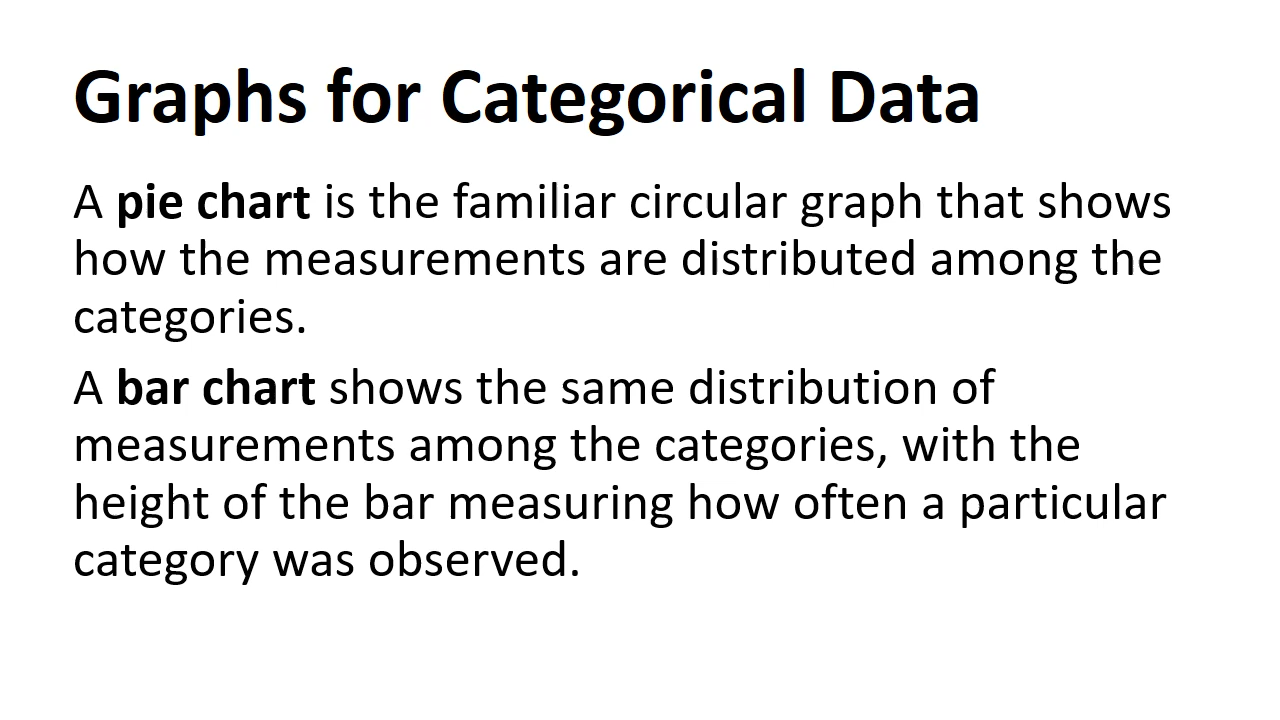 Graphs for Categorical Data
A pie chart is the familiar circular graph that shows
how the measurements are distributed among the
categories.
A bar chart shows the same distribution of
measurements among the categories, with the
height of the bar measuring how often a particular
category was observed.